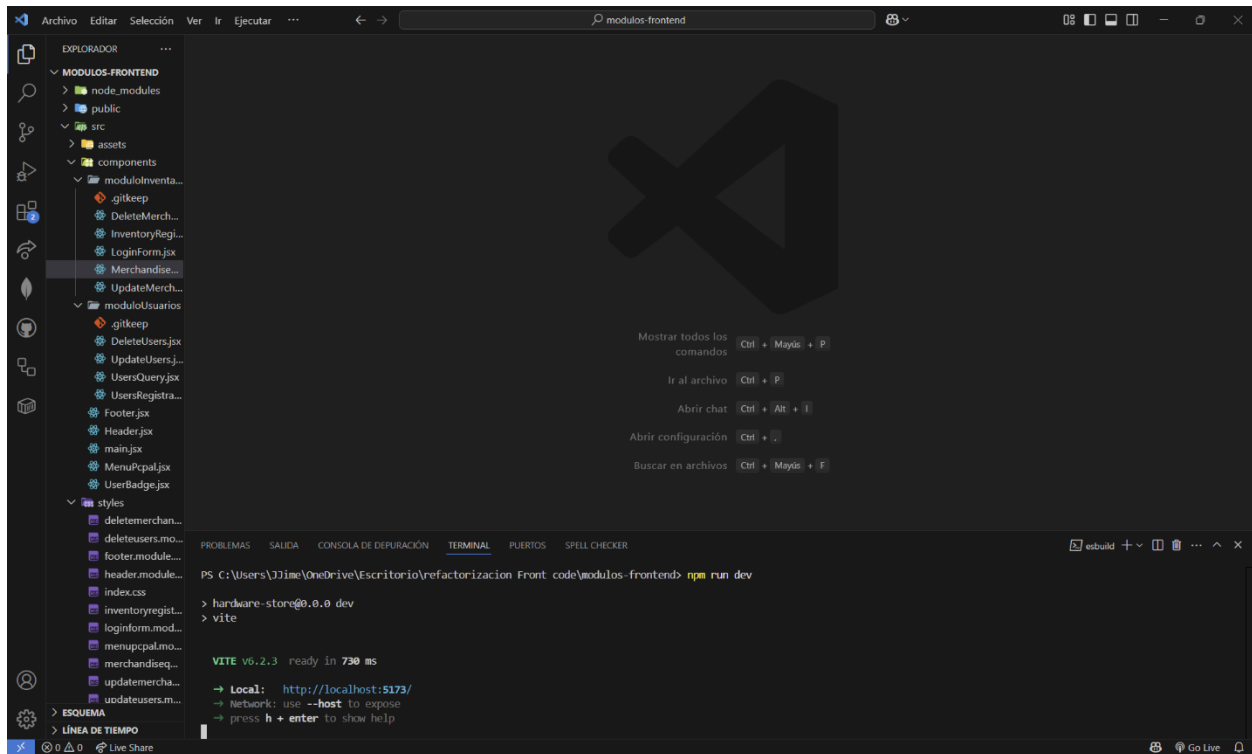 Archivo Editar Selección Ver Ir Ejecutar ··· modulos-frontend
EXPLORADOR ···
MODULOS-FRONTEND
node_modules
public
src
assets
components
moduloInventa...
.gitkeep
DeleteMerch...
InventoryRegi...
LoginForm.jsx
Merchandise...
UpdateMerch...
moduloUsuarios
.gitkeep
DeleteUsers.jsx
UpdateUsers.j...
UsersQuery.jsx
UsersRegistra...
Footer.jsx
Header.jsx
main.jsx
MenuPcpal.jsx
UserBadge.jsx
styles
deletemerchan...
deleteusers.mo...
footer.module....
header.module...
index.css
inventoryregist...
loginform.mod...
menupcpal.mo...
merchandiseq...
updatemercha...
updateusers.m...
ESQUEMA
LÍNEA DE TIEMPO
2
Mostrar todos los comandos Ctrl + Mayús + P
Ir al archivo Ctrl + P
Abrir chat Ctrl + Alt + I
Abrir configuración Ctrl + .
Buscar en archivos Ctrl + Mayús + F
PROBLEMAS SALIDA CONSOLA DE DEPURACIÓN TERMINAL PUERTOS SPELL CHECKER esbuild
PS C:\Users\JJime\OneDrive\Escritorio\refactorizacion Front code\modulos-frontend> npm run dev
> hardware-store@0.0.0 dev
> vite
VITE v6.2.3 ready in 730 ms
→ Local: http://localhost:5173/
→ Network: use --host to expose
→ press h + enter to show help
0 0 Live Share Go Live